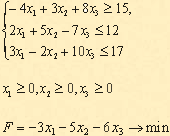 - 4x₁ + 3x₂ + 8x₃ ≥ 15,
2x₁ + 5x₂ - 7x₃ ≤ 12
3x₁ - 2x₂ + 10x₃ ≤ 17
x₁ ≥ 0, x₂ ≥ 0, x₃ ≥ 0
F = -3x₁ - 5x₂ - 6x₃ → min